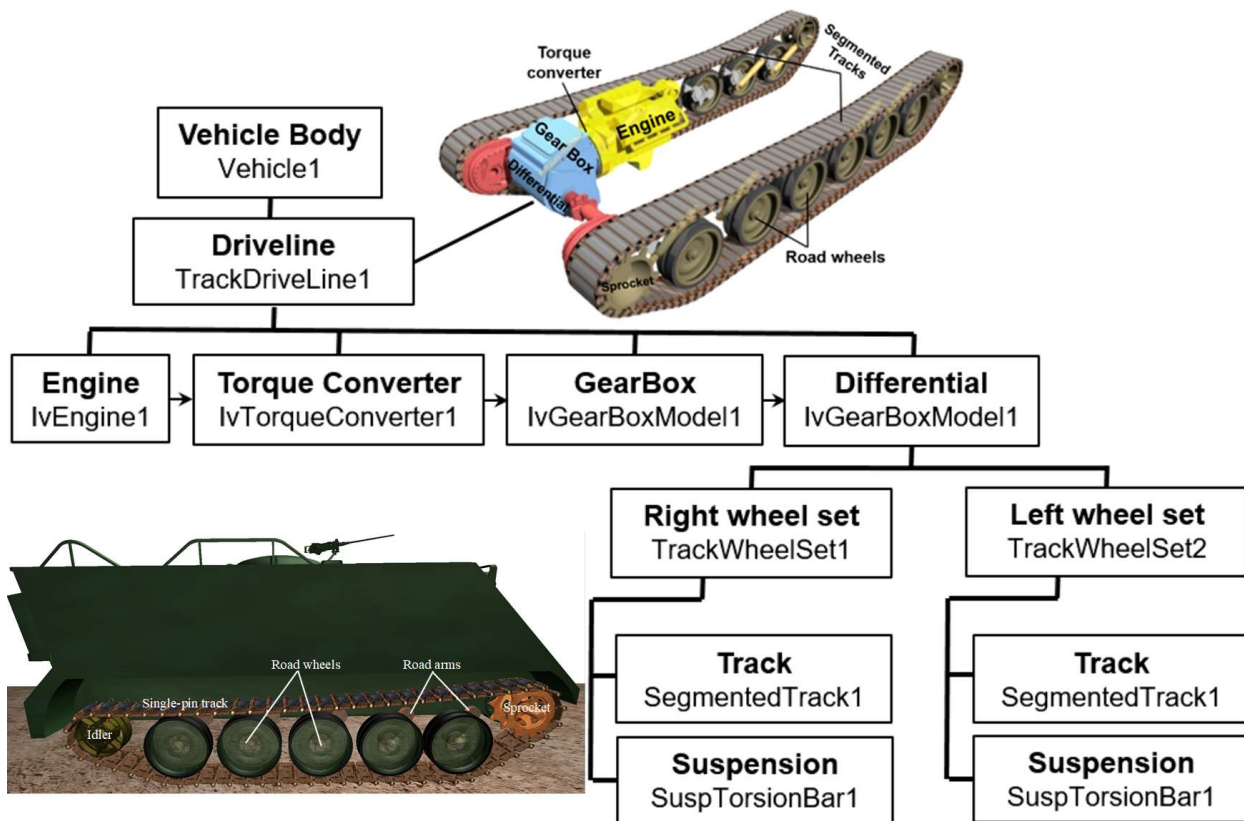 Torque
converter
Segmented
Tracks
Engine
Gear Box
Differential
Road wheels
Sprocket
Vehicle Body
Vehicle1
Driveline
TrackDriveLine1
Engine
IvEngine1
Torque Converter
IvTorqueConverter1
GearBox
IvGearBoxModel1
Differential
IvGearBoxModel1
Right wheel set
TrackWheelSet1
Left wheel set
TrackWheelSet2
Track
SegmentedTrack1
Track
SegmentedTrack1
Suspension
SuspTorsionBar1
Suspension
SuspTorsionBar1
Road wheels
Road arms
Single-pin track
Sprocket
Idler